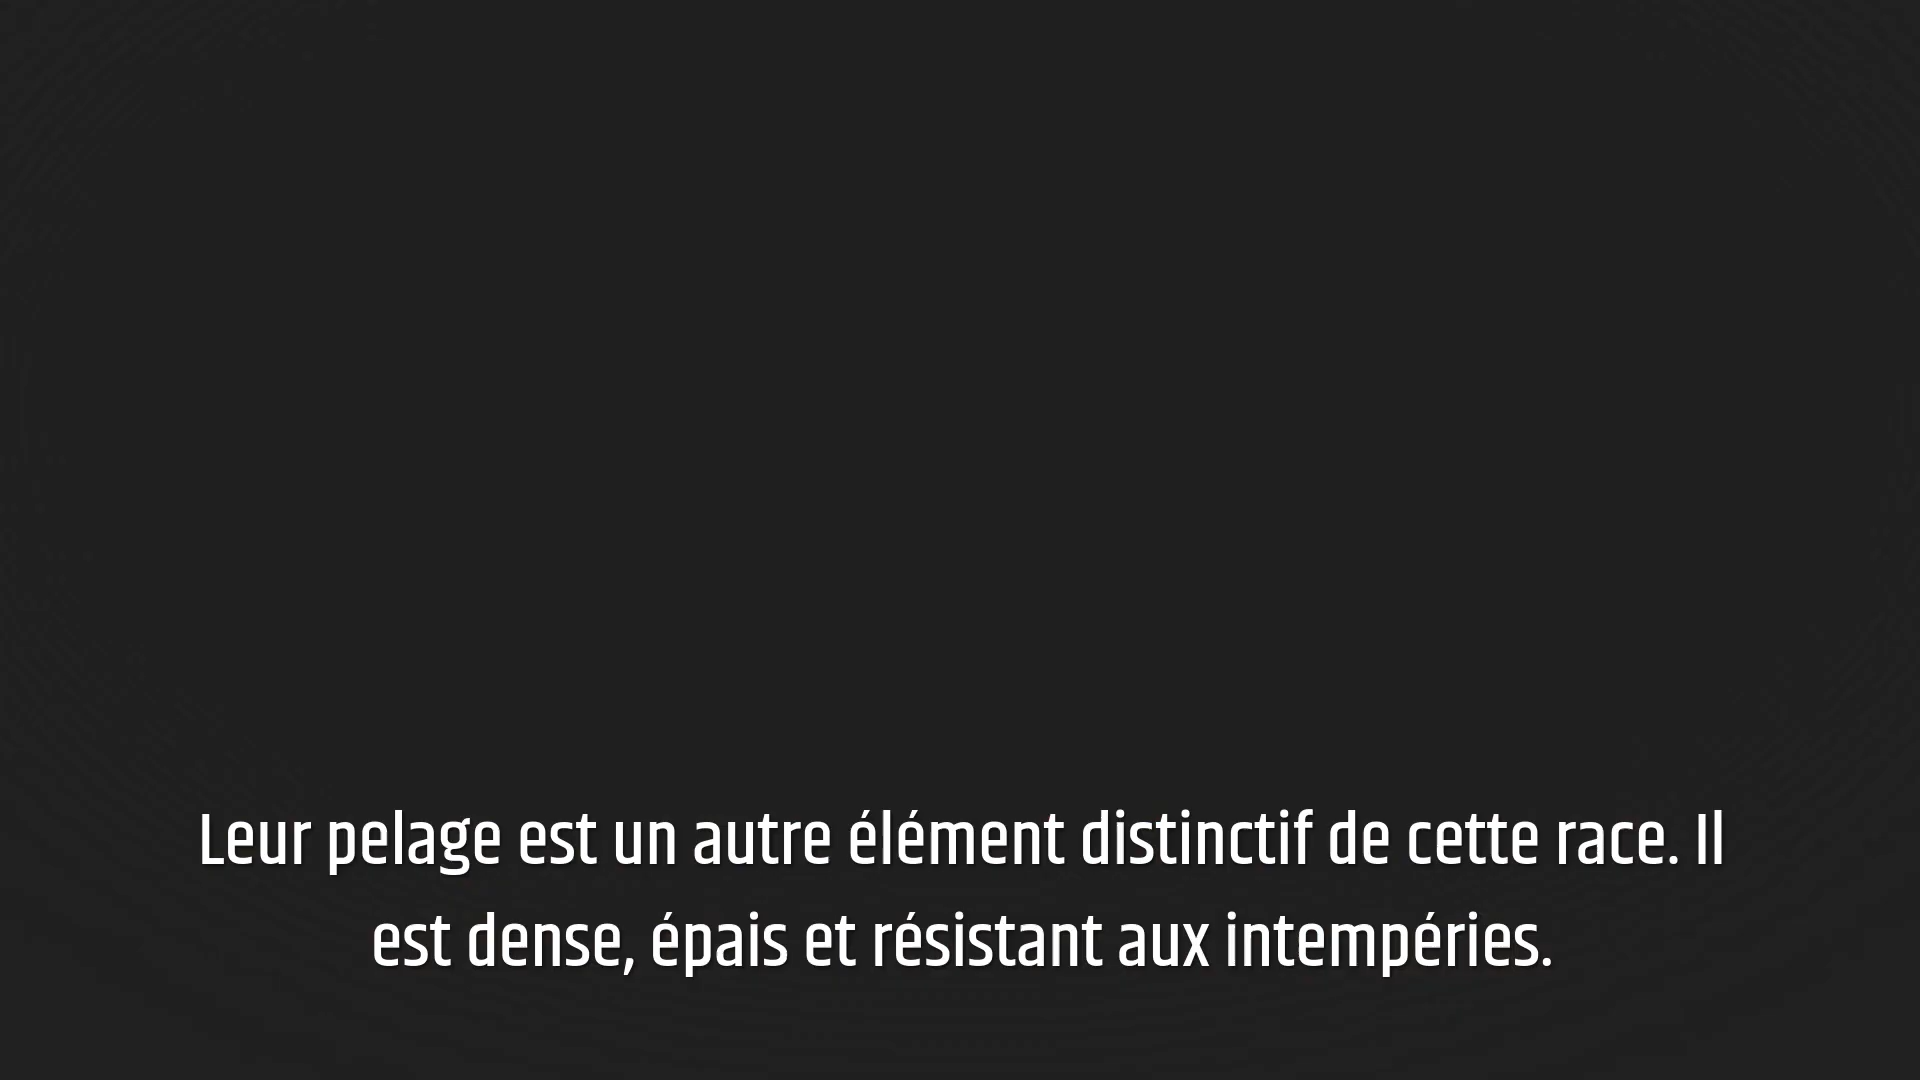 Leur pelage est un autre élément distinctif de cette race. Il
est dense, épais et résistant aux intempéries.